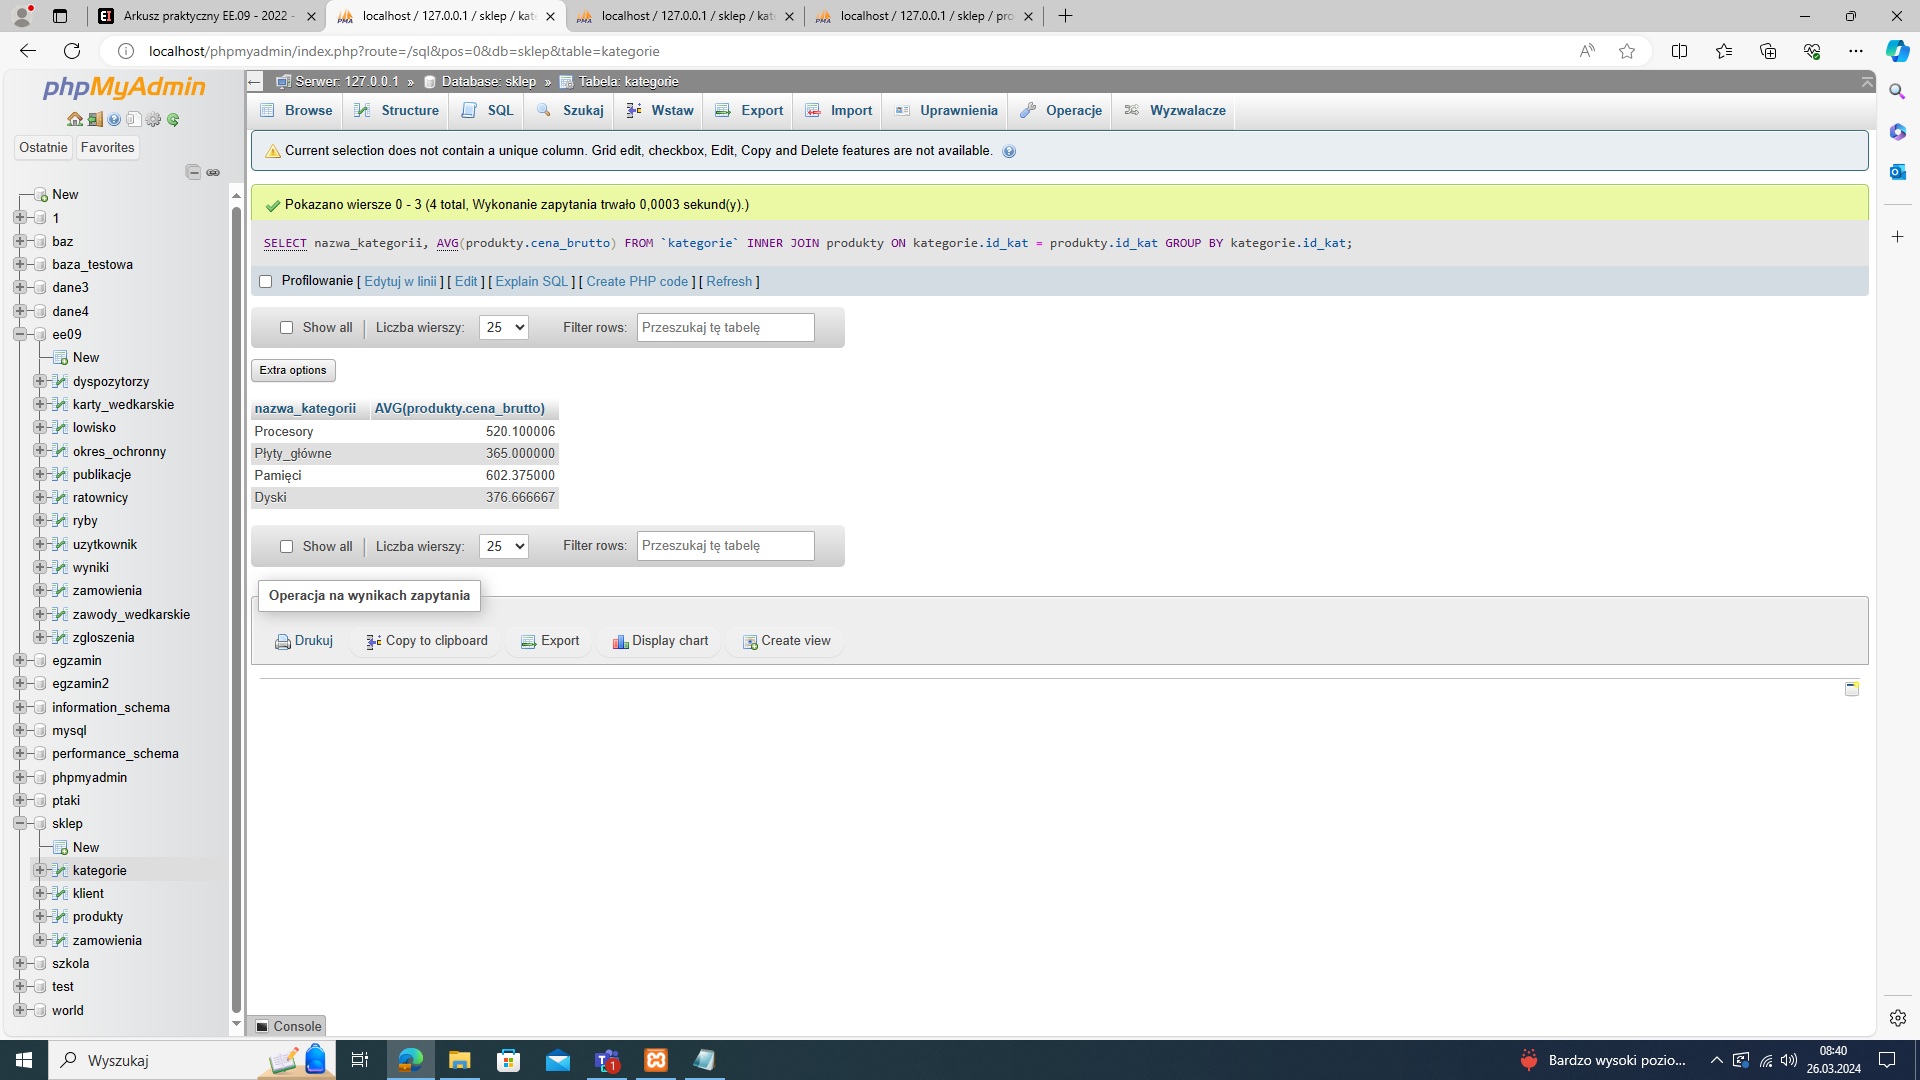 Arkusz praktyczny EE.09 - 2022 -
localhost / 127.0.0.1 / sklep / kate
localhost / 127.0.0.1 / sklep / kate
localhost / 127.0.0.1 / sklep / pro
localhost/phpmyadmin/index.php?route=/sql&pos=0&db=sklep&table=kategorie
phpMyAdmin
Ostatnie
Favorites
New
1
baz
baza_testowa
dane3
dane4
ee09
New
dyspozytorzy
karty_wedkarskie
lowisko
okres_ochronny
publikacje
ratownicy
ryby
uzytkownik
wyniki
zamowienia
zawody_wedkarskie
zgloszenia
egzamin
egzamin2
information_schema
mysql
performance_schema
phpmyadmin
ptaki
sklep
New
kategorie
klient
produkty
zamowienia
szkola
test
world
Serwer: 127.0.0.1 » Database: sklep » Tabela: kategorie
Browse Structure SQL Szukaj Wstaw Export Import Uprawnienia Operacje Wyzwalacze
Current selection does not contain a unique column. Grid edit, checkbox, Edit, Copy and Delete features are not available.
Pokazano wiersze 0 - 3 (4 total, Wykonanie zapytania trwało 0,0003 sekund(y).)
SELECT nazwa_kategorii, AVG(produkty.cena_brutto) FROM `kategorie` INNER JOIN produkty ON kategorie.id_kat = produkty.id_kat GROUP BY kategorie.id_kat;
Profilowanie [ Edytuj w linii ] [ Edit ] [ Explain SQL ] [ Create PHP code ] [ Refresh ]
Show all | Liczba wierszy: 25 Filter rows: Przeszukaj tę tabelę
Extra options
nazwa_kategorii AVG(produkty.cena_brutto)
Procesory 520.100006
Płyty_główne 365.000000
Pamięci 602.375000
Dyski 376.666667
Show all | Liczba wierszy: 25 Filter rows: Przeszukaj tę tabelę
Operacja na wynikach zapytania
Drukuj Copy to clipboard Export Display chart Create view
Console
Wyszukaj
1
Bardzo wysoki pozio...
08:40
26.03.2024